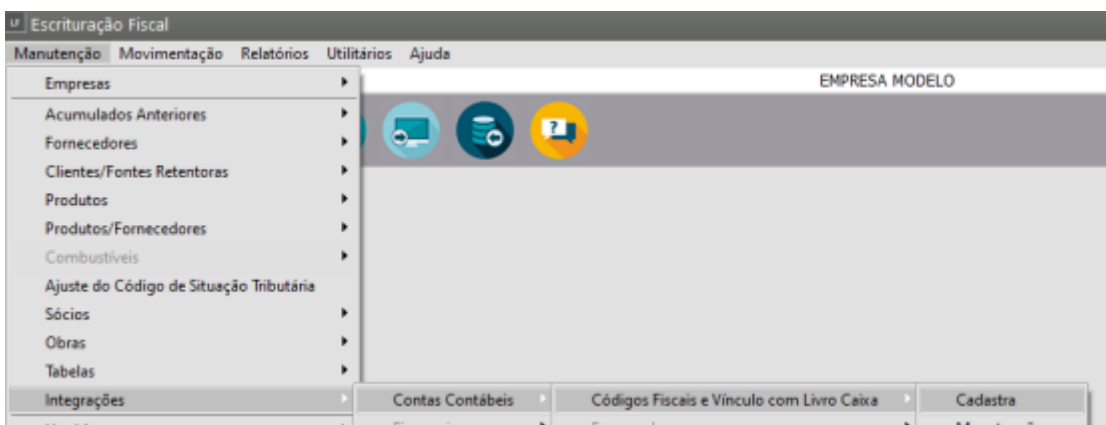 LF Escrituração Fiscal
Manutenção Movimentação Relatórios Utilitários Ajuda
Empresas
EMPRESA MODELO
Acumulados Anteriores
Fornecedores
Clientes/Fontes Retentoras
Produtos
Produtos/Fornecedores
Combustíveis
Ajuste do Código de Situação Tributária
Sócios
Obras
Tabelas
Integrações Contas Contábeis Códigos Fiscais e Vínculo com Livro Caixa Cadastra